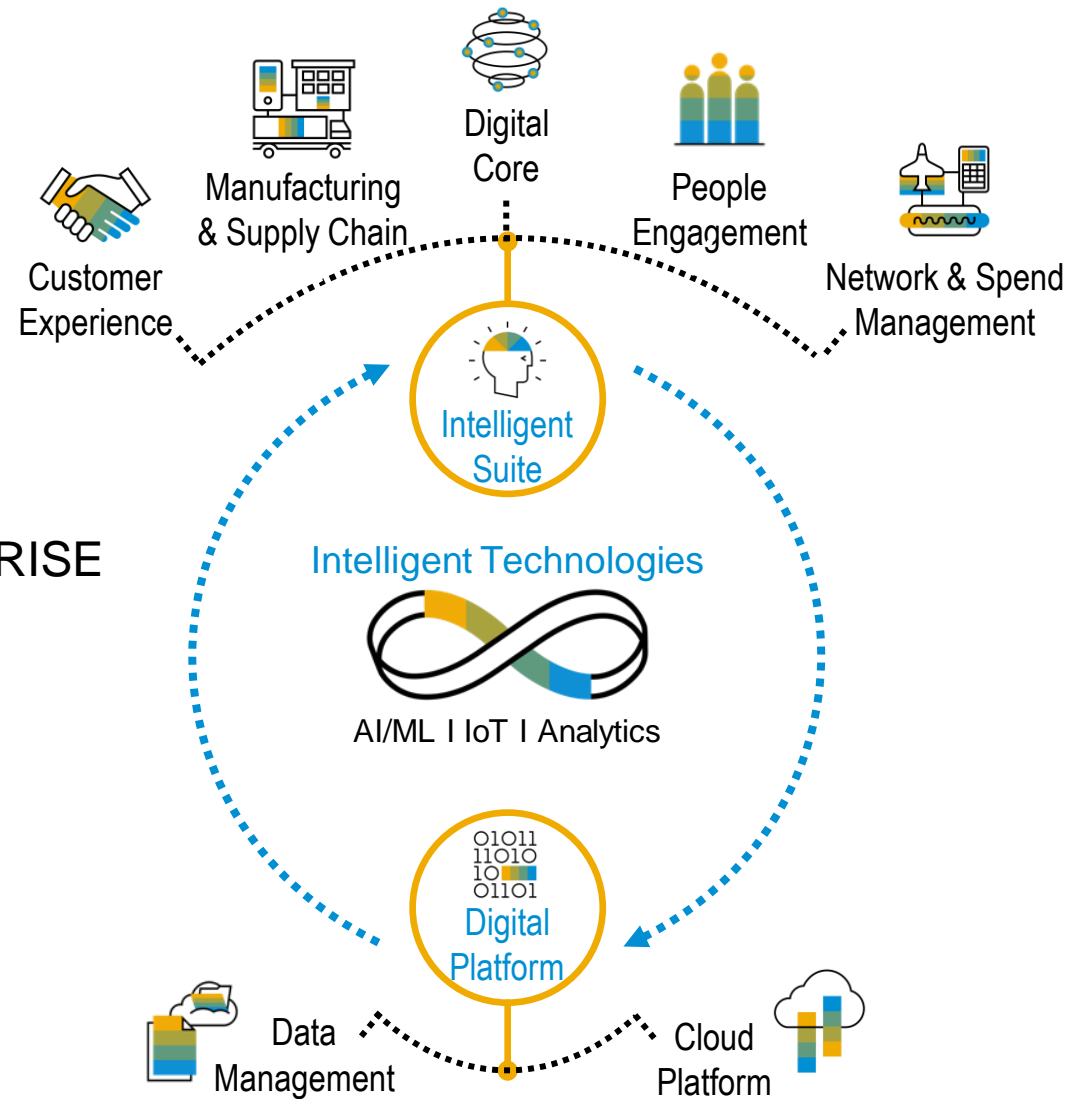 Digital
Core
Manufacturing
& Supply Chain
People
Engagement
Customer
Experience
Network & Spend
Management
Intelligent
Suite
RISE
Intelligent Technologies
AI/ML I IoT I Analytics
01011
11010
10
01101
Digital
Platform
Data
Management
Cloud
Platform